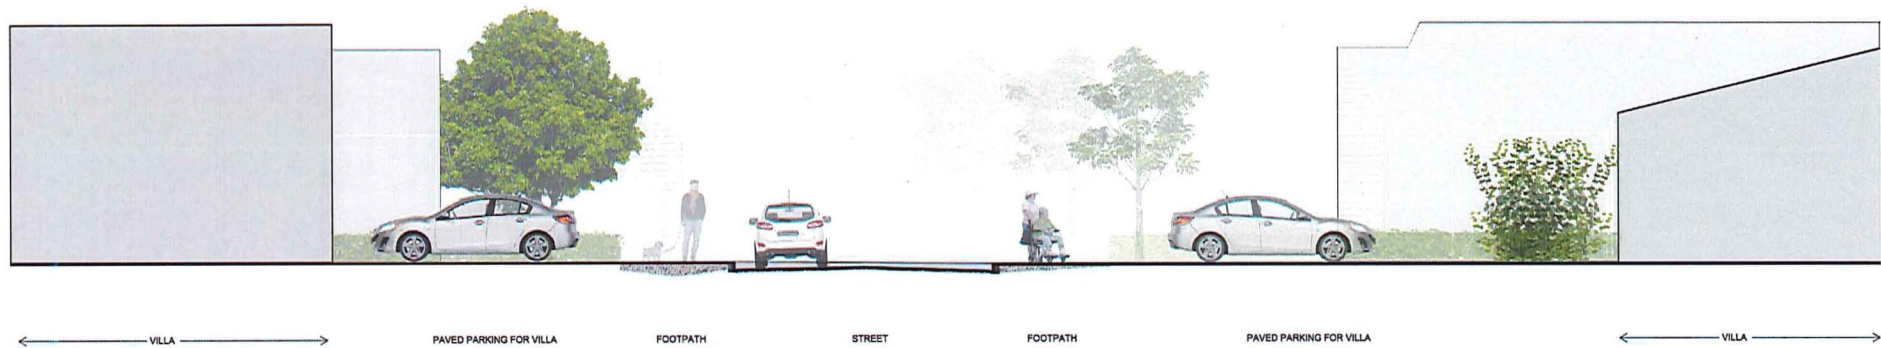 VILLA
PAVED PARKING FOR VILLA
FOOTPATH
STREET
FOOTPATH
PAVED PARKING FOR VILLA
VILLA